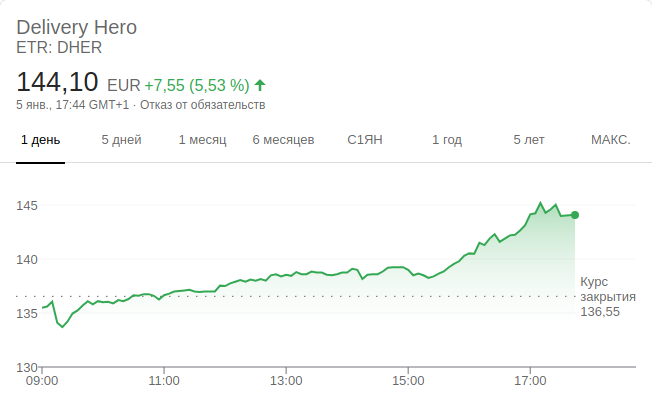 Delivery Hero
ETR: DHER
144,10 EUR +7,55 (5,53 %)
5 янв., 17:44 GMT+1 · Отказ от обязательств
1 день 5 дней 1 месяц 6 месяцев С1ЯН 1 год 5 лет МАКС.
145
140
Курс
закрытия
136,55
135
130
09:00 11:00 13:00 15:00 17:00